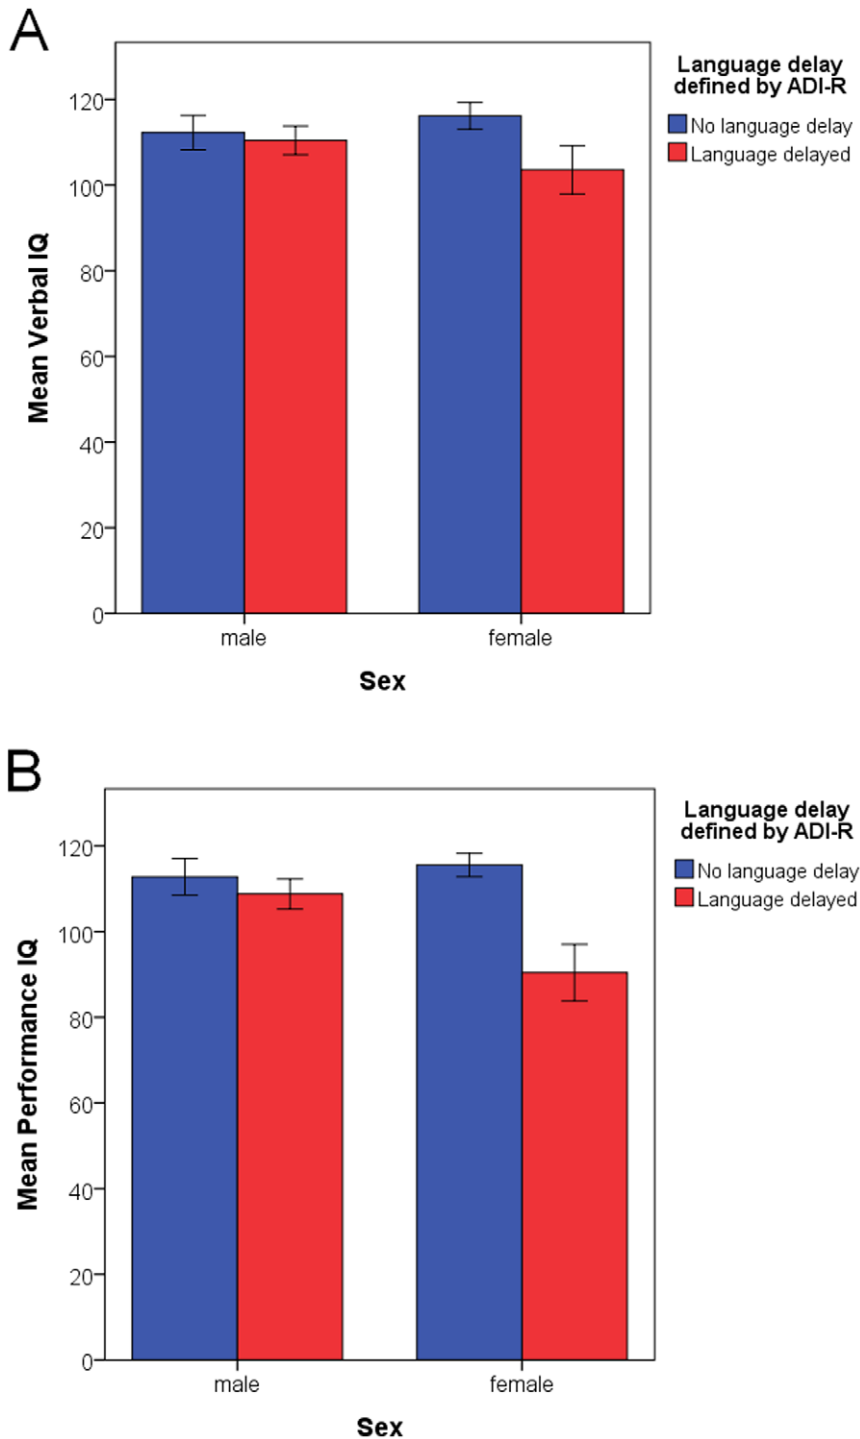 A
Language delay
defined by ADI-R
No language delay
Language delayed
120
100
80
60
40
20
0
Mean Verbal IQ
male female
Sex
B
Language delay
defined by ADI-R
No language delay
Language delayed
120
100
80
60
40
20
0
Mean Performance IQ
male female
Sex